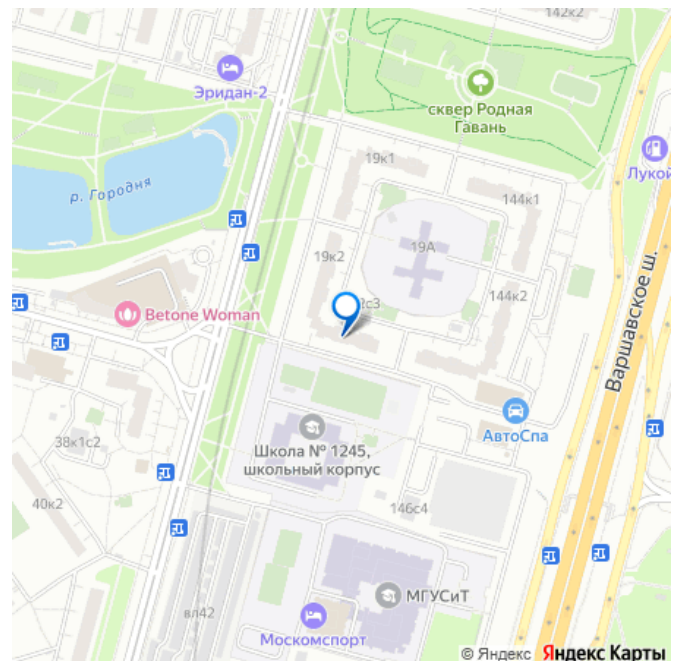 142к2
Эридан-2
сквер Родная
Гавань
Лукой
19к1
144к1
р. Городня
19А
19к2
144к2
2с3
Betone Woman
Варшавское ш.
АвтоСпа
Школа № 1245,
школьный корпус
38к1с2
40к2
146с4
МГУСиТ
вл42
Москомспорт
© Яндекс Яндекс Карты